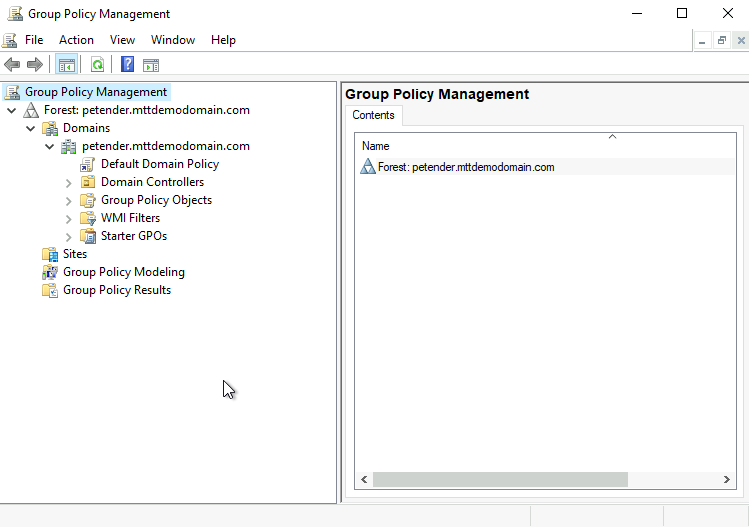 Group Policy Management
File Action View Window Help
Group Policy Management
Forest: petender.mttdemodomain.com
Domains
petender.mttdemodomain.com
Default Domain Policy
Domain Controllers
Group Policy Objects
WMI Filters
Starter GPOs
Sites
Group Policy Modeling
Group Policy Results
Group Policy Management
Contents
Name
Forest: petender.mttdemodomain.com